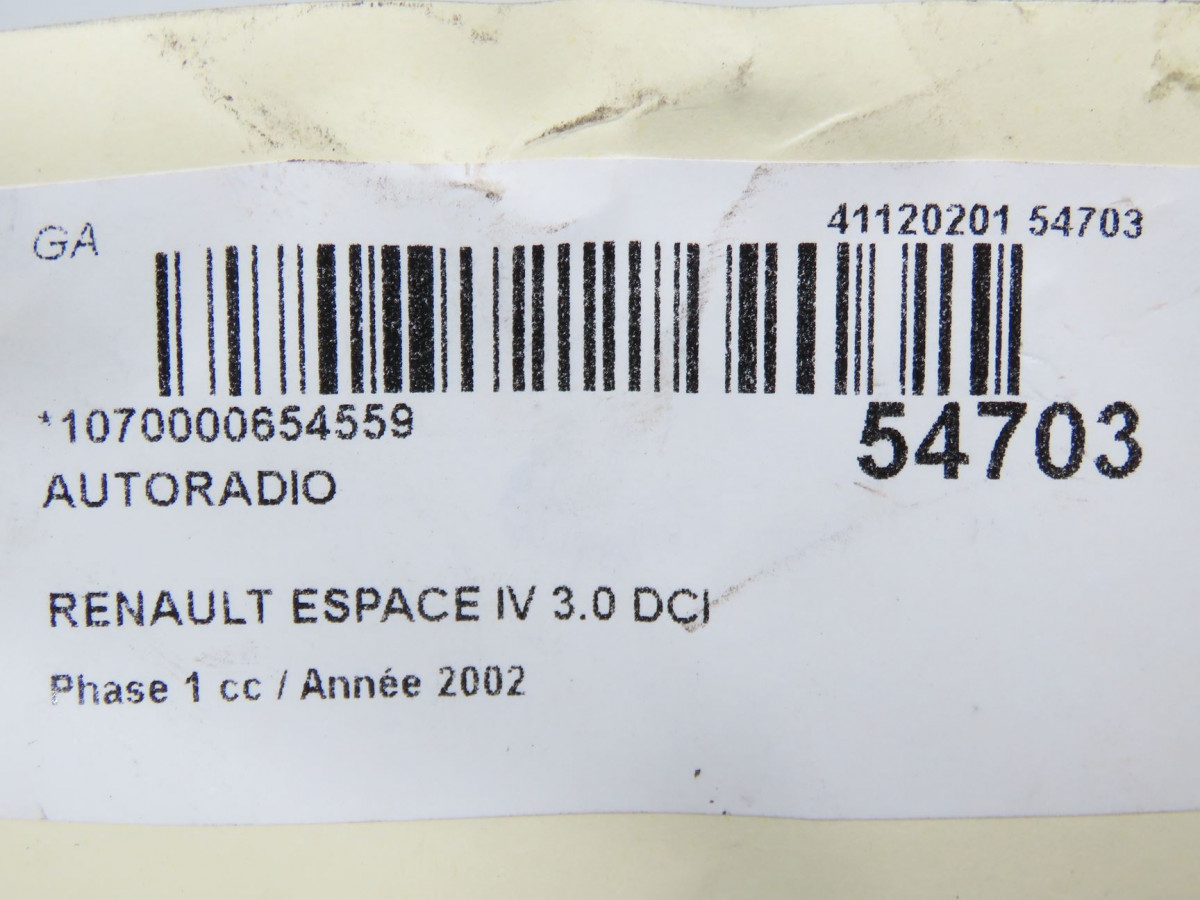 GA
41120201 54703
*1070000654559
54703
AUTORADIO
RENAULT ESPACE IV 3.0 DCI
Phase 1 cc / Année 2002